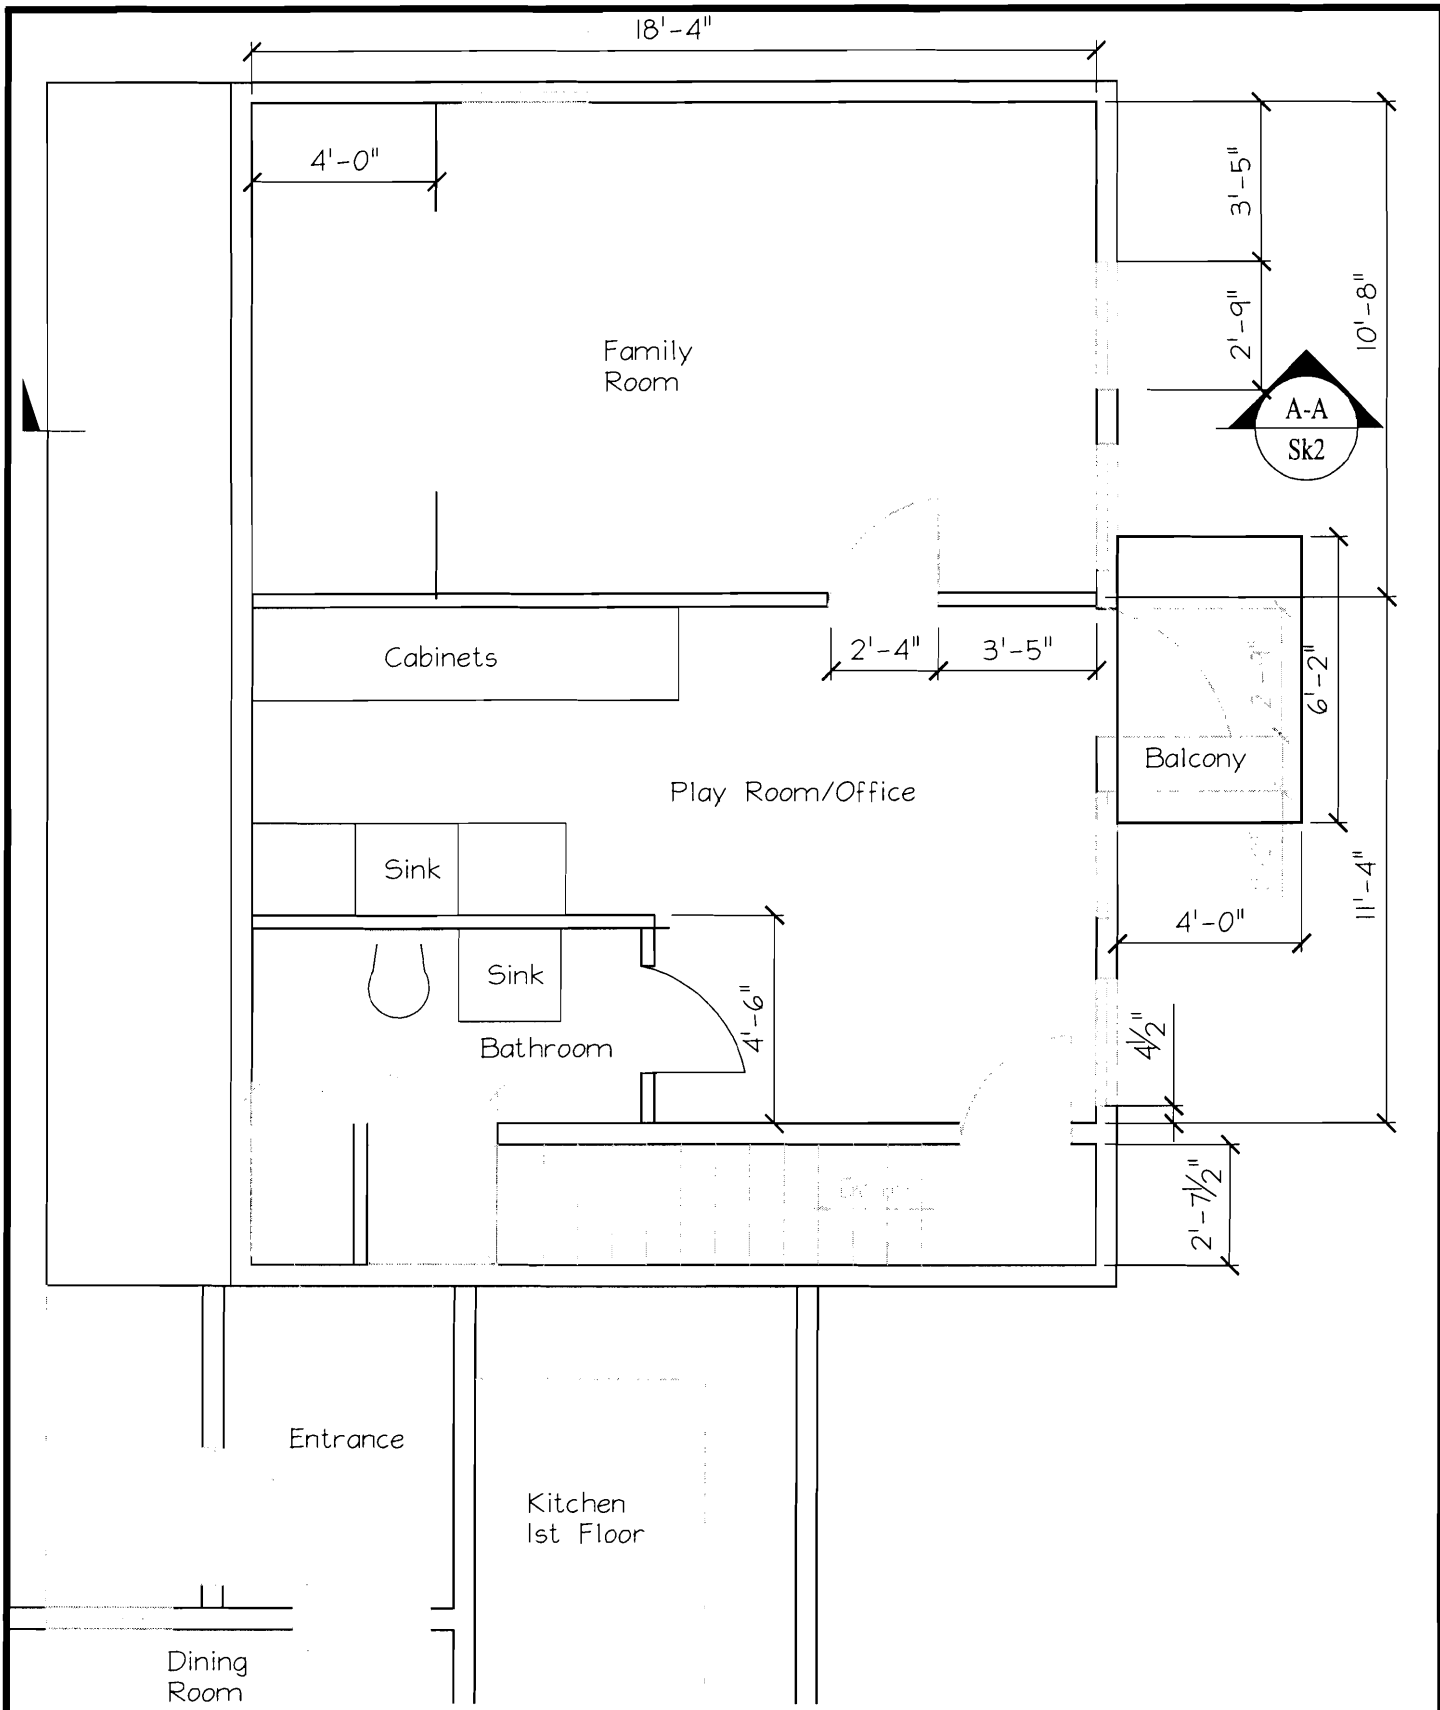 18'-4"
4'-0"
3'-5"
2'-9"
10'-8"
Family
Room
A-A
Sk2
Cabinets
2'-4"
3'-5"
2'-9"
6'-2"
Balcony
Play Room/Office
Sink
11'-4"
4'-0"
Sink
4'-6"
4½"
Bathroom
2'-7½"
Entrance
Kitchen
1st Floor
Dining
Room